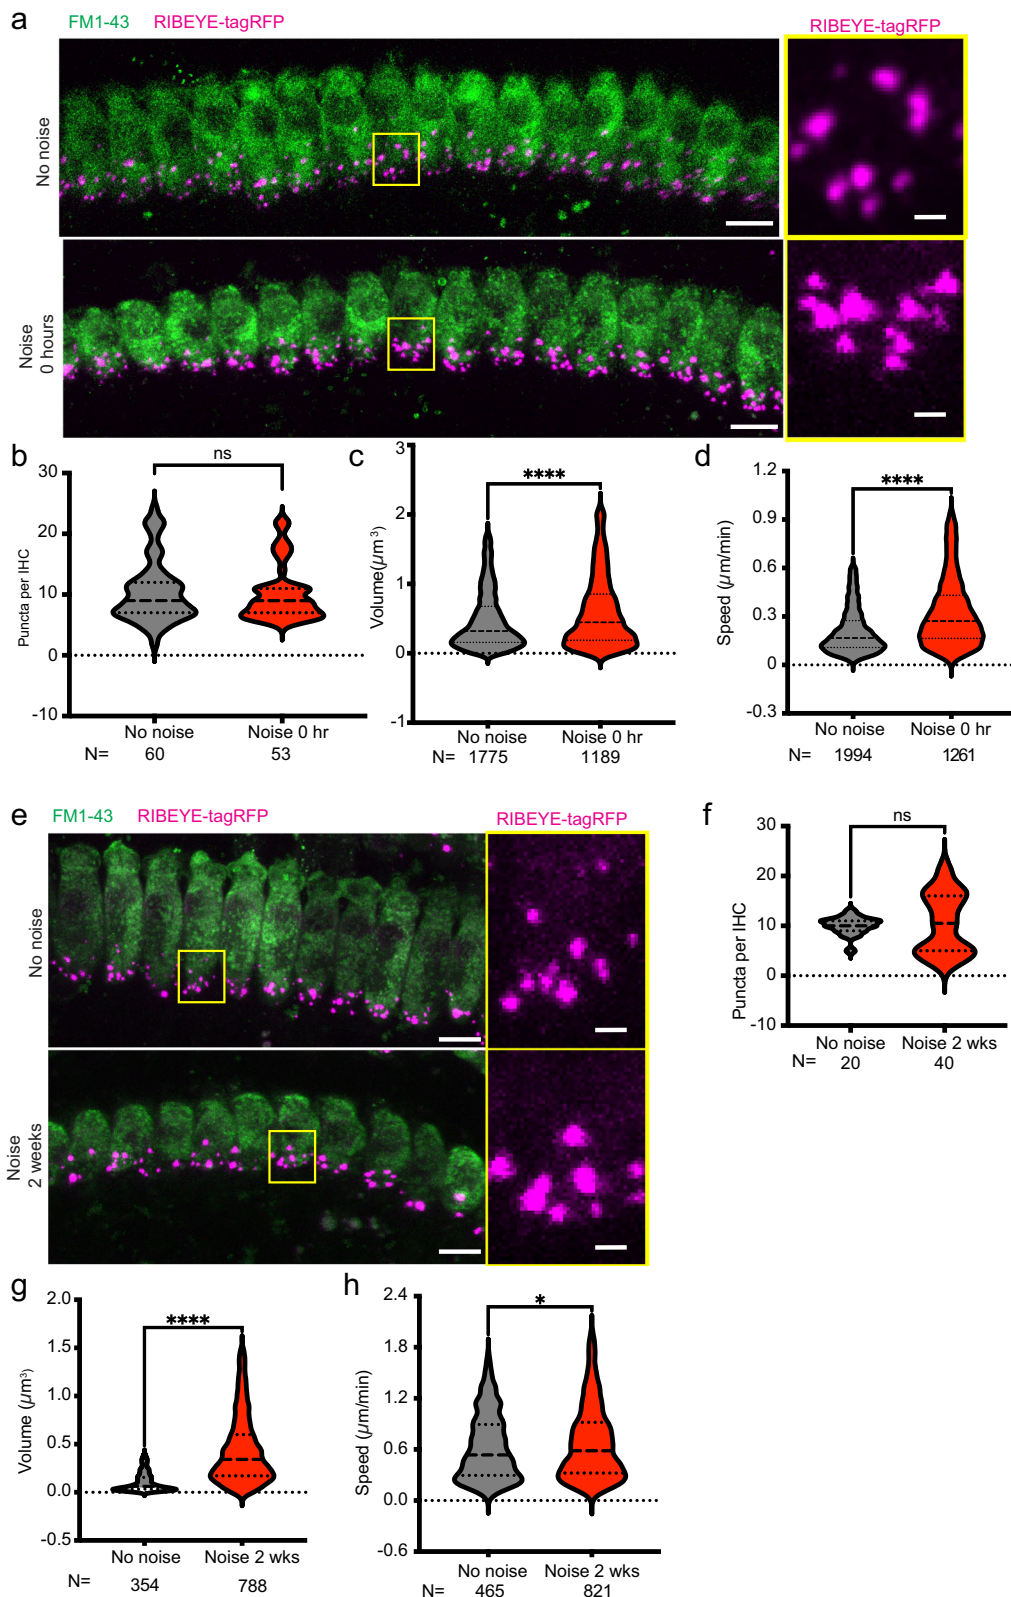 a
FM1-43 RIBEYE-tagRFP RIBEYE-tagRFP
No noise
Noise
0 hours
b
ns
Puncta per IHC
30
20
10
0
-10
No noise Noise 0 hr
N= 60 53
c
****
Volume(µm³)
3
2
1
0
-1
No noise Noise 0 hr
N= 1775 1189
d
****
Speed (µm/min)
1.2
0.9
0.6
0.3
0
-0.3
No noise Noise 0 hr
N= 1994 1261
e
FM1-43 RIBEYE-tagRFP RIBEYE-tagRFP
No noise
Noise
2 weeks
f
ns
Puncta per IHC
30
20
10
0
-10
No noise Noise 2 wks
N= 20 40
g
****
Volume (µm³)
2.0
1.5
1.0
0.5
0.0
-0.5
No noise Noise 2 wks
N= 354 788
h
*
Speed (µm/min)
2.4
1.8
1.2
0.6
0.0
-0.6
No noise Noise 2 wks
N= 465 821